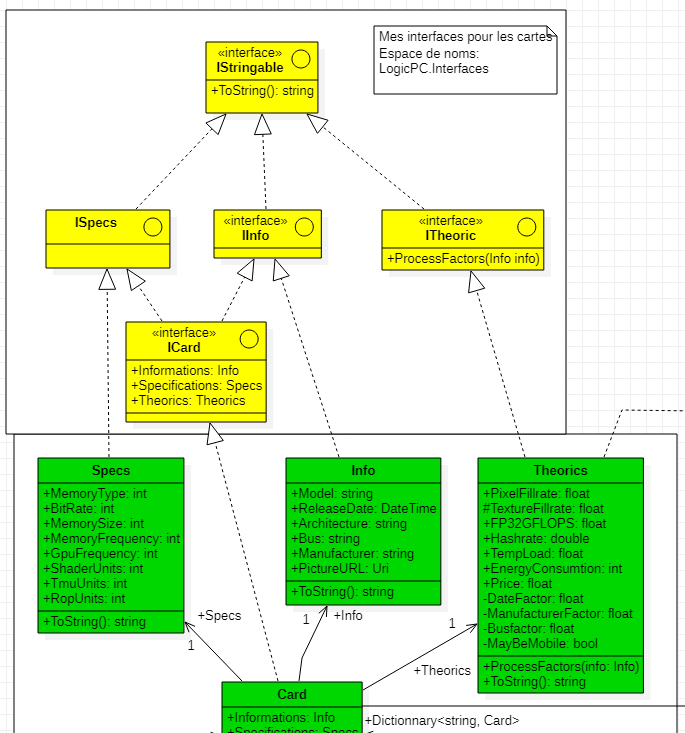 Mes interfaces pour les cartes
Espace de noms:
LogicPC.Interfaces
«interface»
IStringable
+ToString(): string
ISpecs
«interface»
IInfo
«interface»
ITheoric
+ProcessFactors(Info info)
«interface»
ICard
+Informations: Info
+Specifications: Specs
+Theorics: Theorics
Specs
+MemoryType: int
+BitRate: int
+MemorySize: int
+MemoryFrequency: int
+GpuFrequency: int
+ShaderUnits: int
+TmuUnits: int
+RopUnits: int
+ToString(): string
Info
+Model: string
+ReleaseDate: DateTime
+Architecture: string
+Bus: string
+Manufacturer: string
+PictureURL: Uri
+ToString(): string
Theorics
+PixelFillrate: float
#TextureFillrate: float
+FP32GFLOPS: float
+Hashrate: double
+TempLoad: float
+EnergyConsumtion: int
+Price: float
-DateFactor: float
-ManufacturerFactor: float
-Busfactor: float
-MayBeMobile: bool
+ProcessFactors(info: Info)
+ToString(): string
+Specs
1
+Info
1
+Theorics
1
Card
+Informations: Info
+Specifications: Specs
+Dictionnary<string, Card>